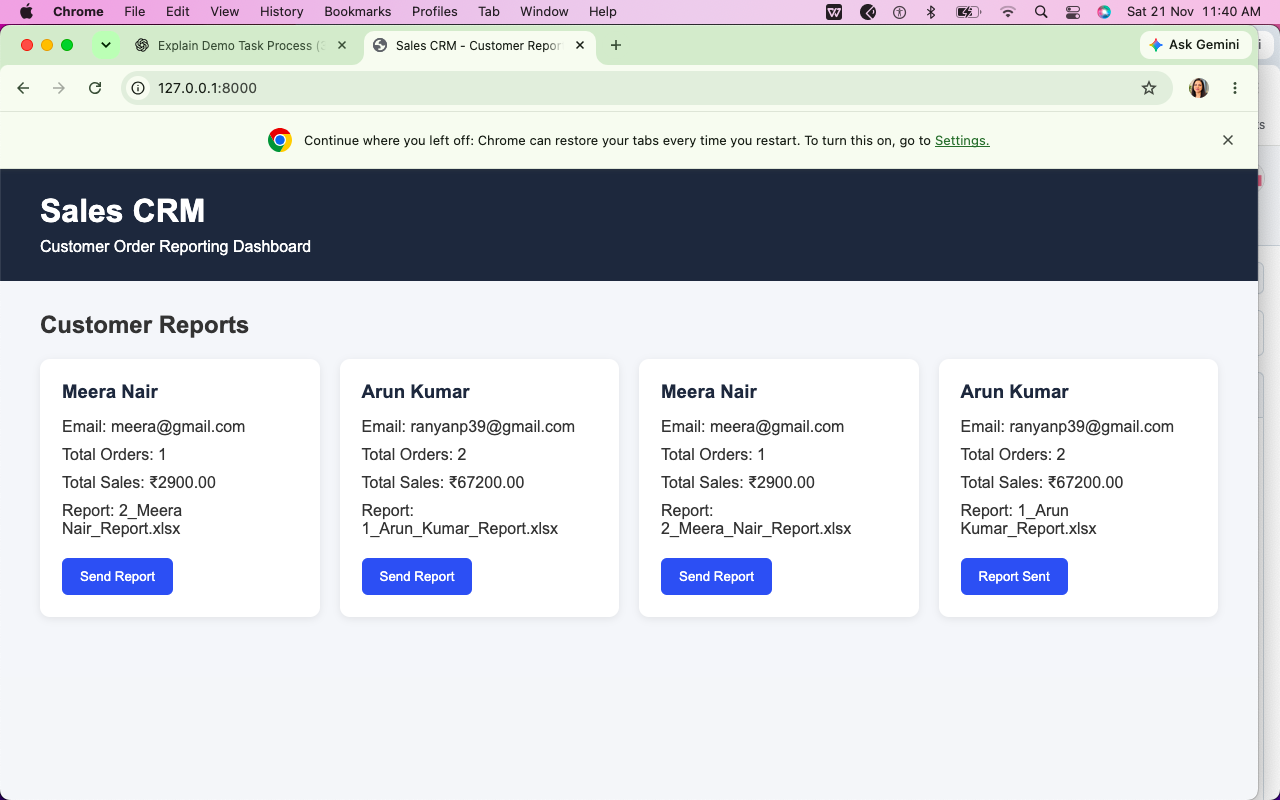 Chrome File Edit View History Bookmarks Profiles Tab Window Help Sat 21 Nov 11:40 AM
Explain Demo Task Process (
Sales CRM - Customer Repor
Ask Gemini
127.0.0.1:8000
Continue where you left off: Chrome can restore your tabs every time you restart. To turn this on, go to Settings.
Sales CRM
Customer Order Reporting Dashboard
Customer Reports
Meera Nair
Email: meera@gmail.com
Total Orders: 1
Total Sales: ₹2900.00
Report: 2_Meera
Nair_Report.xlsx
Send Report
Arun Kumar
Email: ranyanp39@gmail.com
Total Orders: 2
Total Sales: ₹67200.00
Report:
1_Arun_Kumar_Report.xlsx
Send Report
Meera Nair
Email: meera@gmail.com
Total Orders: 1
Total Sales: ₹2900.00
Report:
2_Meera_Nair_Report.xlsx
Send Report
Arun Kumar
Email: ranyanp39@gmail.com
Total Orders: 2
Total Sales: ₹67200.00
Report: 1_Arun
Kumar_Report.xlsx
Report Sent